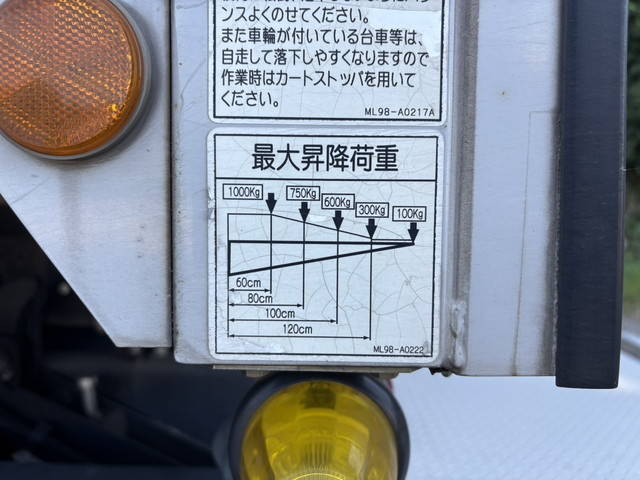 ンスよくのせてください。
また車輪が付いている台車等は、
自走して落下しやすくなりますので
作業時はカートストッパを用いて
ください。
ML98-A0217A
最大昇降荷重
1000Kg
750Kg
600Kg
300Kg
100Kg
60cm
80cm
100cm
120cm
ML98-A0222